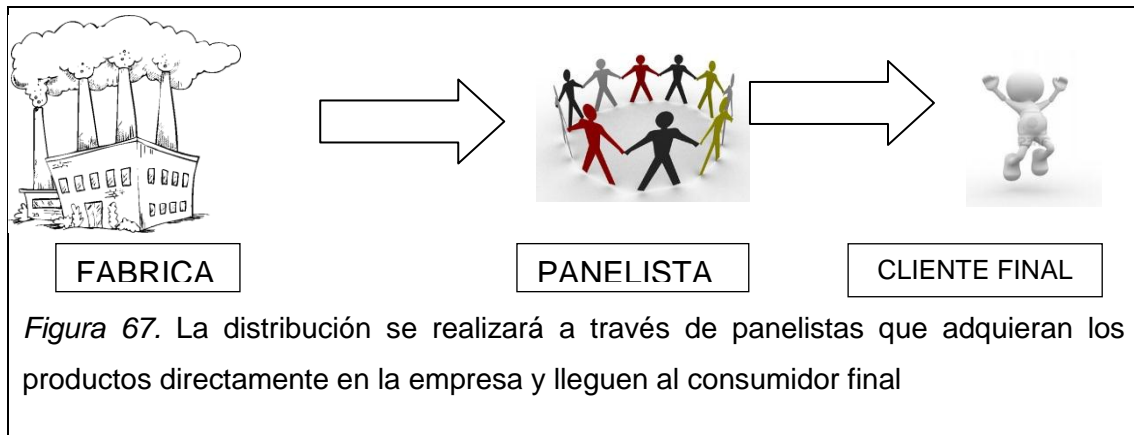 FABRICA
PANELISTA
CLIENTE FINAL
Figura 67. La distribución se realizará a través de panelistas que adquieran los
productos directamente en la empresa y lleguen al consumidor final